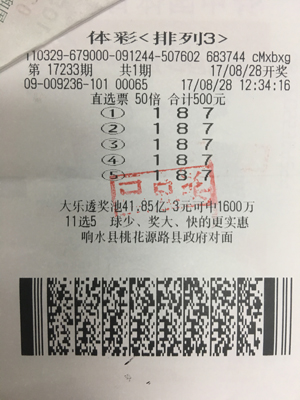 体彩<排列3>
110329-679000-091244-507602 683744 cMxbxg
第 17233期 共1期 17/08/28开奖
09-009236-101 00065 17/08/28 12:34:16
直选票 50倍 合计500元
① 1 8 7
② 1 8 7
③ 1 8 7
④ 1 8 7
⑤ 1 8 7
大乐透奖池41.85亿 3元可中1600万
11选5 球少、奖大、快的更实惠
响水县桃花源路县政府对面